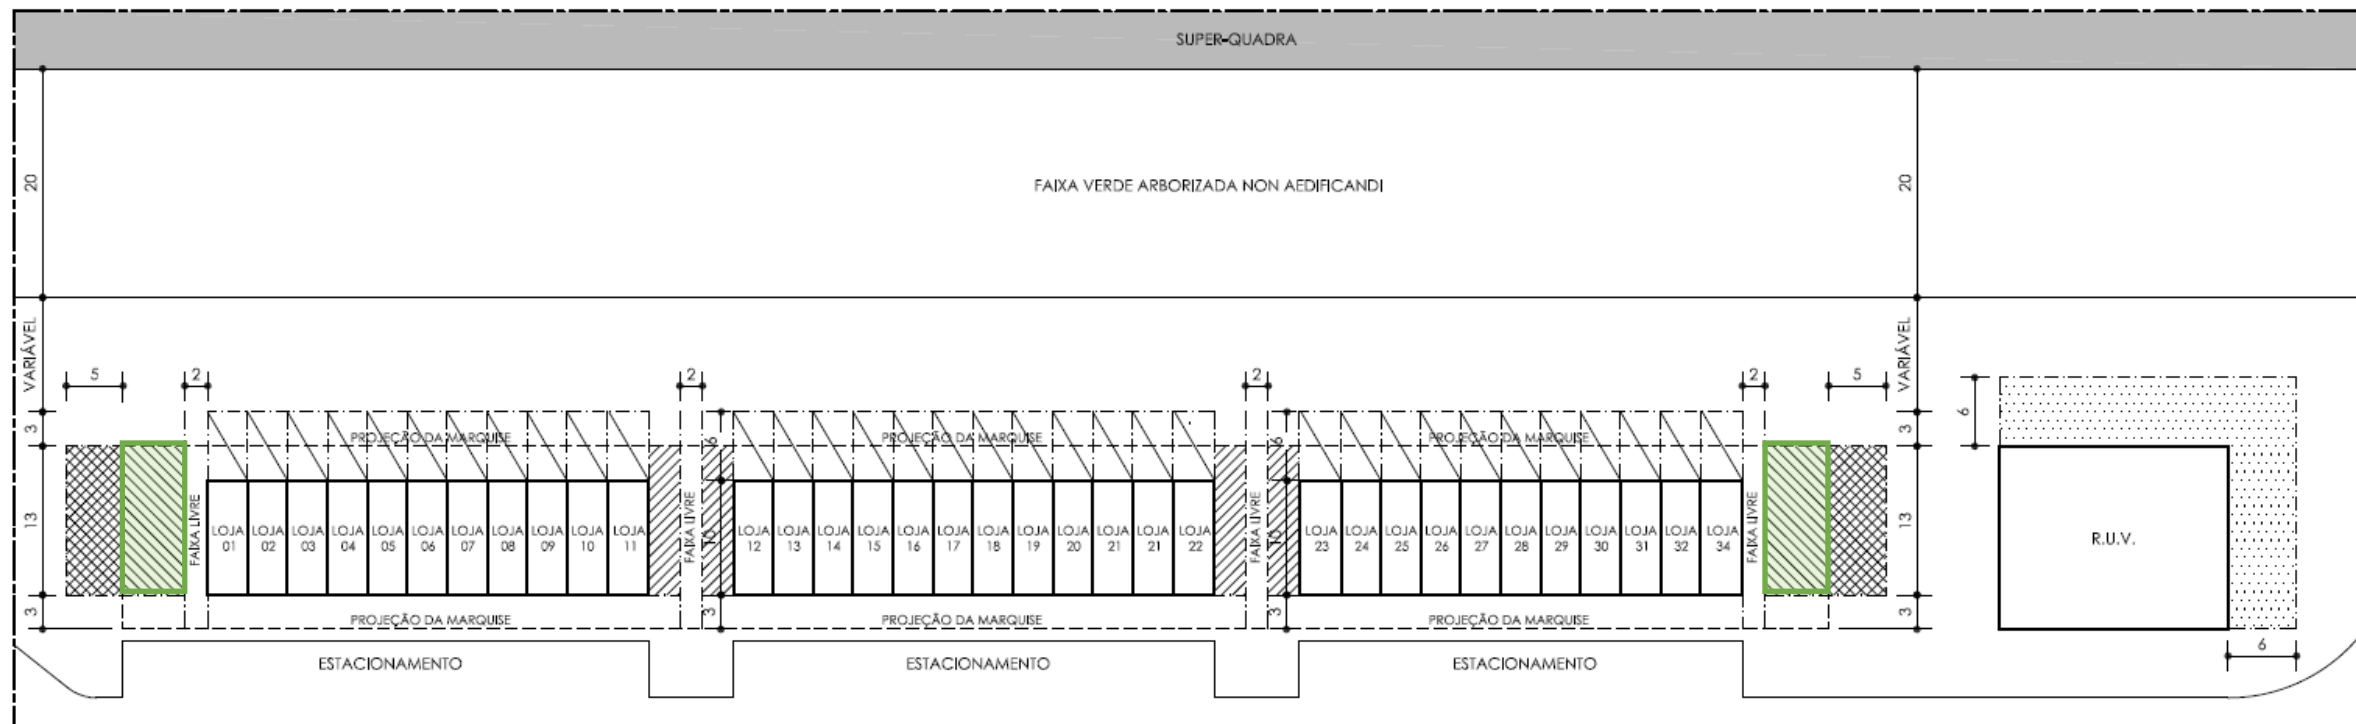 SUPER-QUADRA
20
FAIXA VERDE ARBORIZADA NON AEDIFICANDI
20
VARIÁVEL
VARIÁVEL
5
2
2
2
2
5
6
3
PROJEÇÃO DA MARQUISE
6
PROJEÇÃO DA MARQUISE
6
PROJEÇÃO DA MARQUISE
3
13
FAIXA LIVRE
LOJA 01
LOJA 02
LOJA 03
LOJA 04
LOJA 05
LOJA 06
LOJA 07
LOJA 08
LOJA 09
LOJA 10
LOJA 11
FAIXA LIVRE
10
LOJA 12
LOJA 13
LOJA 14
LOJA 15
LOJA 16
LOJA 17
LOJA 18
LOJA 19
LOJA 20
LOJA 21
LOJA 21
LOJA 22
FAIXA LIVRE
10
LOJA 23
LOJA 24
LOJA 25
LOJA 26
LOJA 27
LOJA 28
LOJA 29
LOJA 30
LOJA 31
LOJA 32
LOJA 34
FAIXA LIVRE
13
R.U.V.
3
PROJEÇÃO DA MARQUISE
3
PROJEÇÃO DA MARQUISE
3
PROJEÇÃO DA MARQUISE
3
6
ESTACIONAMENTO
ESTACIONAMENTO
ESTACIONAMENTO